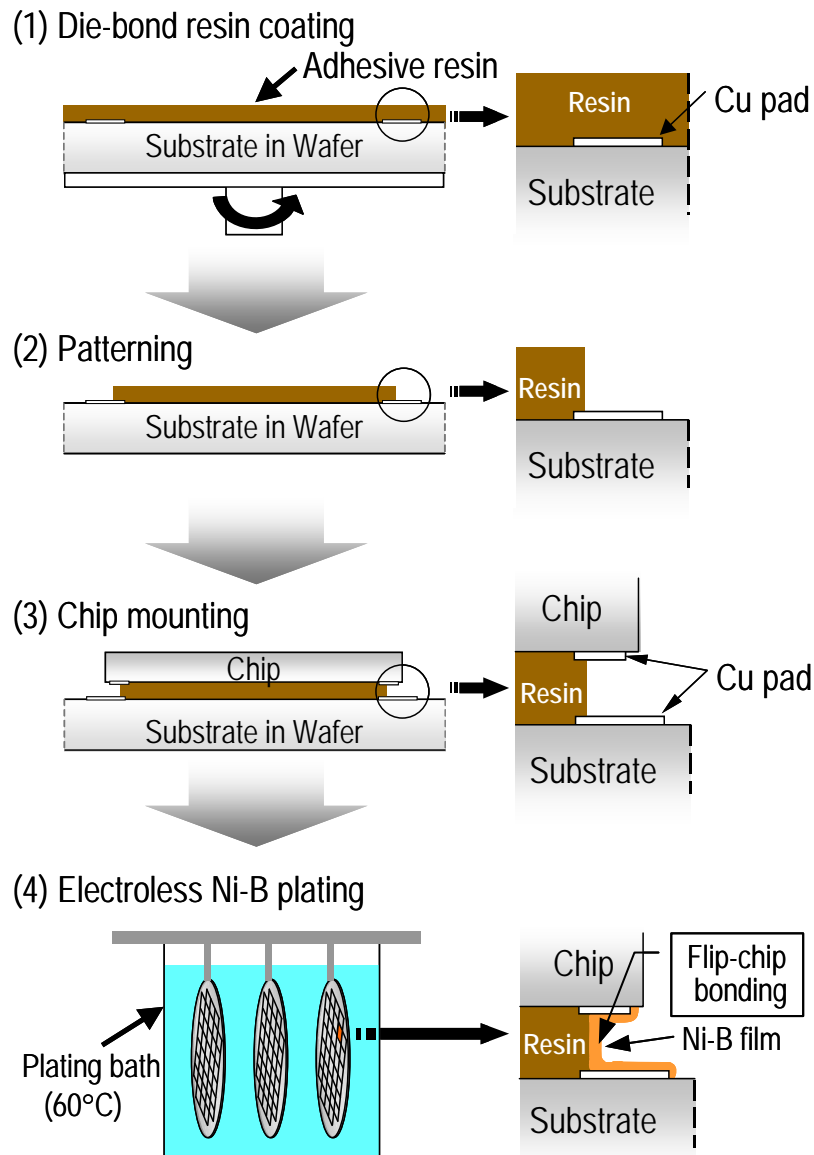 (1) Die-bond resin coating
Adhesive resin
Substrate in Wafer
Resin
Cu pad
Substrate
(2) Patterning
Substrate in Wafer
Resin
Substrate
(3) Chip mounting
Chip
Substrate in Wafer
Chip
Resin
Cu pad
Substrate
(4) Electroless Ni-B plating
Plating bath
(60°C)
Chip
Flip-chip
bonding
Resin
Ni-B film
Substrate